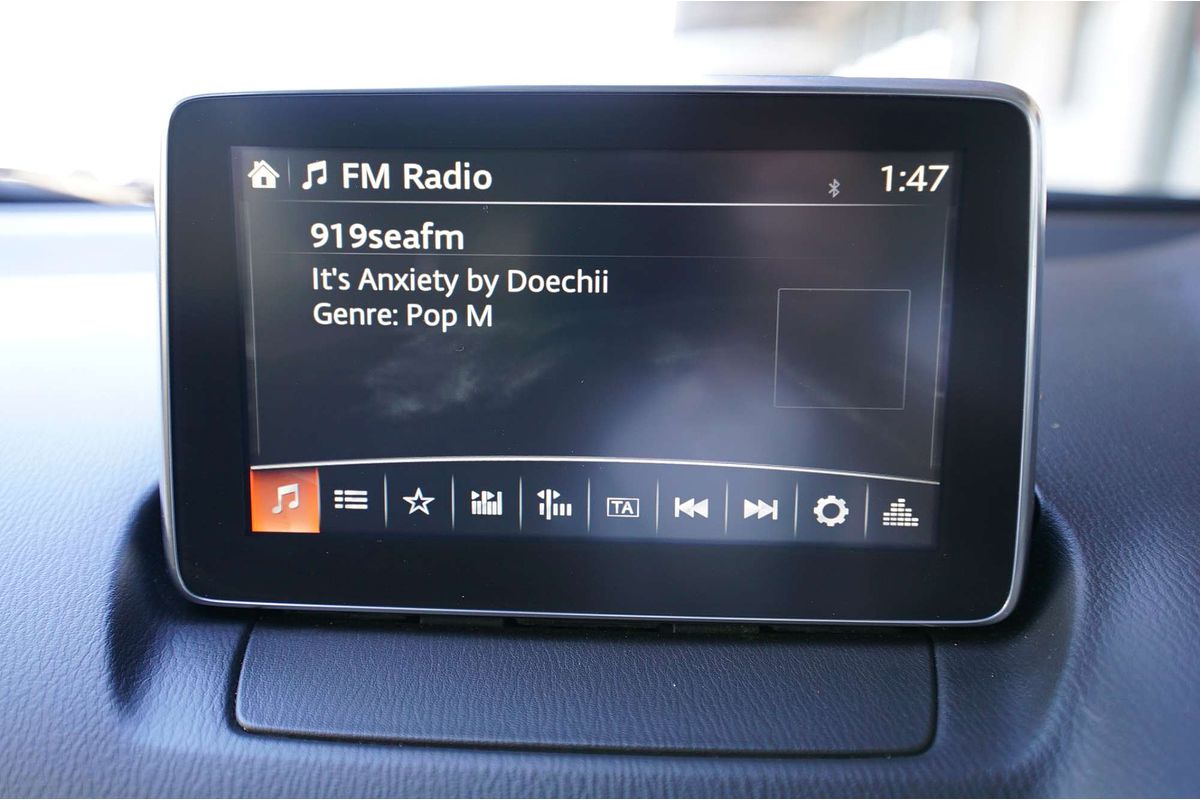 FM Radio
1:47
919seafm
It's Anxiety by Doechii
Genre: Pop M
TA